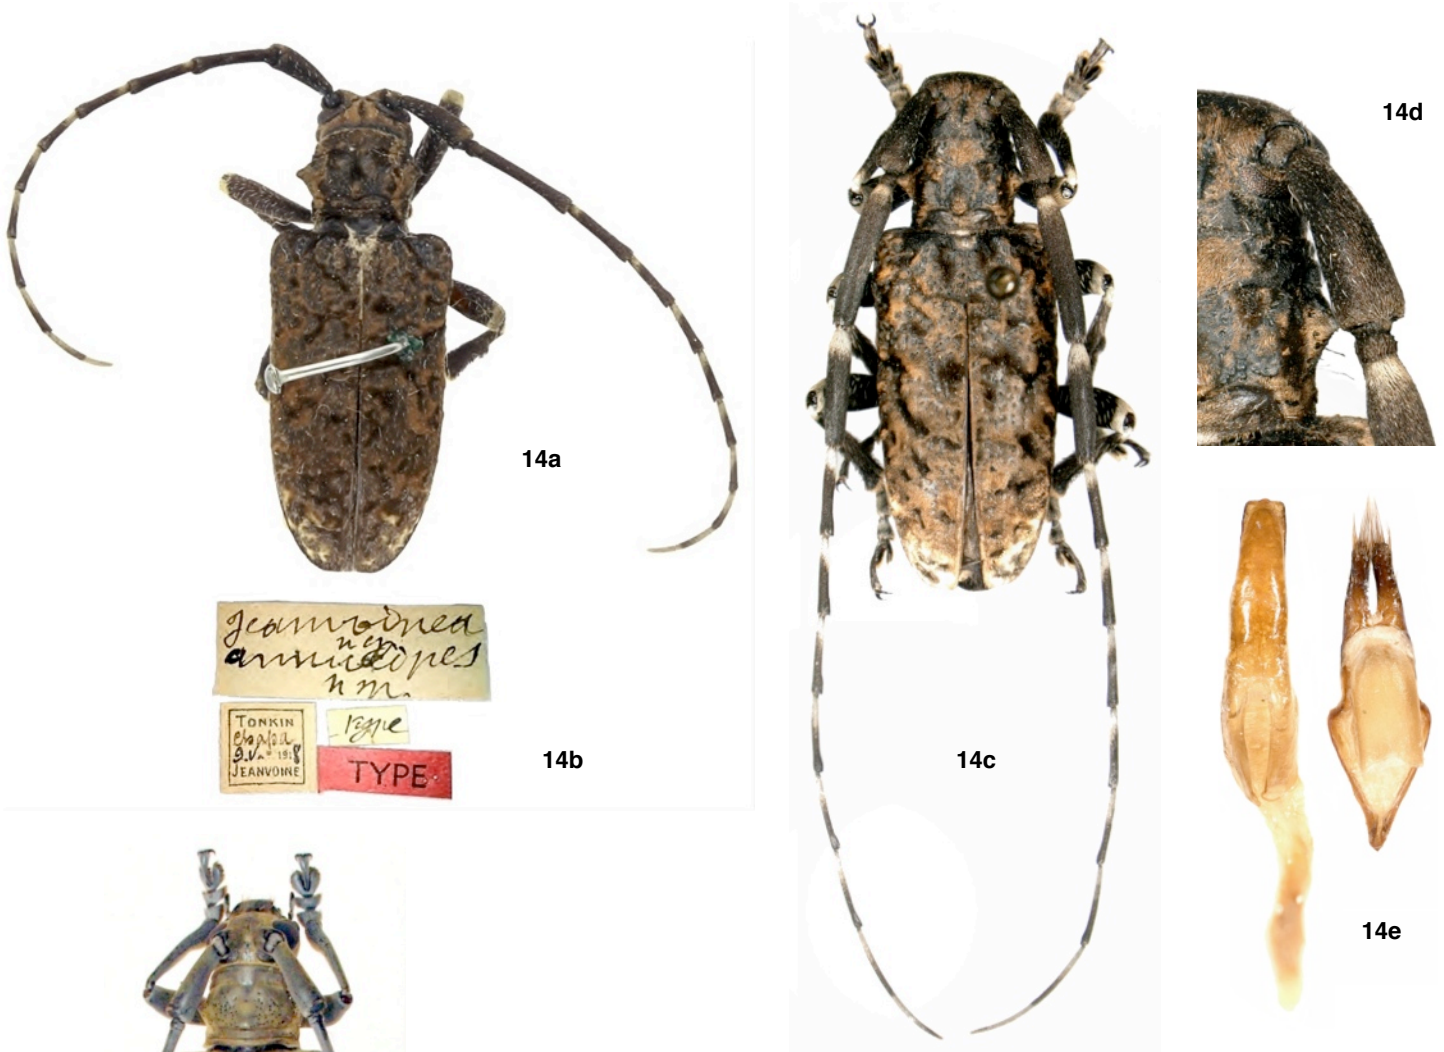 14a
Jeanvoinea
n g
annulipes
n m.
TONKIN
chapa
9.V. 1918
JEANVOINE
type
TYPE
14b
14c
14d
14e